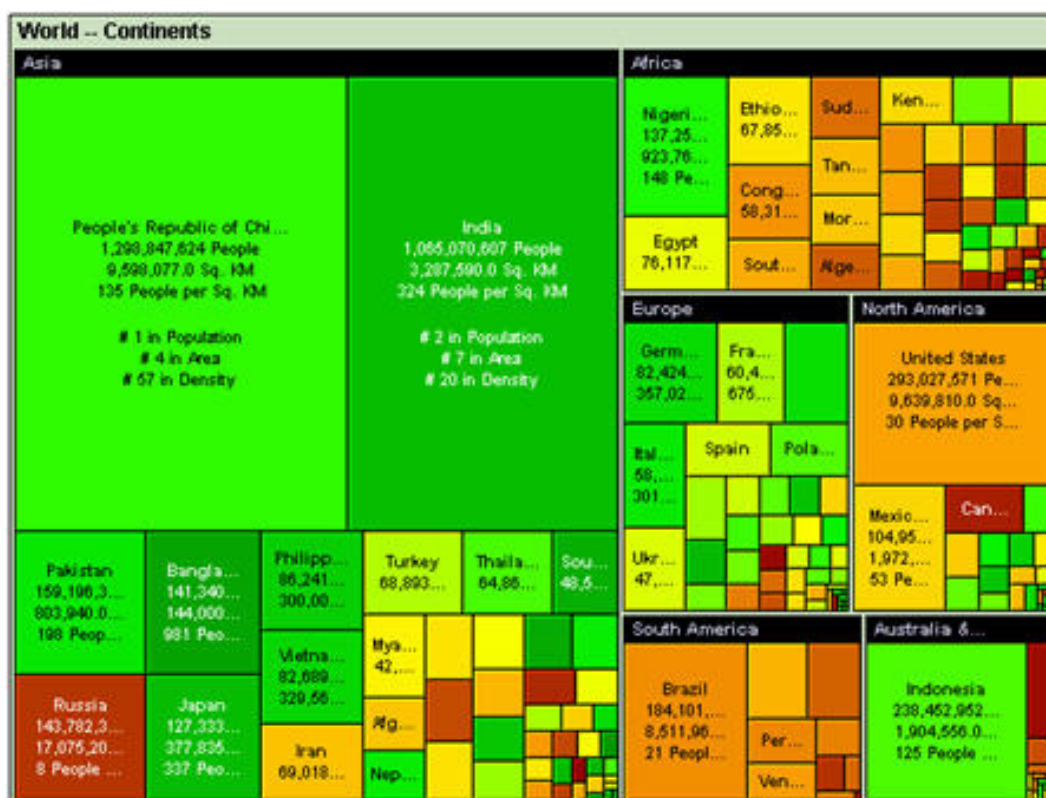 World -- Continents
Asia
People's Republic of Chi...
1,298,847,624 People
9,598,077.0 Sq. KM
135 People per Sq. KM
# 1 in Population
# 4 in Area
# 57 in Density
India
1,065,070,607 People
3,287,590.0 Sq. KM
324 People per Sq. KM
# 2 in Population
# 7 in Area
# 20 in Density
Pakistan
159,196,3...
803,940.0...
198 Peop...
Bangla...
141,340...
144,000...
981 Peo...
Philipp...
86,241...
300,00...
Turkey
68,893...
Thaila...
64,86...
Sou...
48,5...
Russia
143,782,3...
17,075,20...
8 People ...
Japan
127,333...
377,835...
337 Peo...
Vietna...
82,689...
329,56...
Iran
69,018...
Mya...
42,...
Afg...
Nep...
Africa
Nigeri...
137,25...
923,76...
148 Pe...
Egypt
76,117...
Ethio...
67,85...
Cong...
58,31...
Sout...
Sud...
Tan...
Mor...
Alge...
Ken...
Europe
Germ...
82,424...
357,02...
Fra...
60,4...
675...
Ital...
58,...
301...
Spain
Pola...
Ukr...
47,...
North America
United States
293,027,571 Pe...
9,639,810.0 Sq...
30 People per S...
Mexic...
104,95...
1,972,...
53 Pe...
Can...
South America
Brazil
184,101,...
8,511,96...
21 Peopl...
Per...
Ven...
Australia &...
Indonesia
238,452,952...
1,904,556.0...
125 People ...